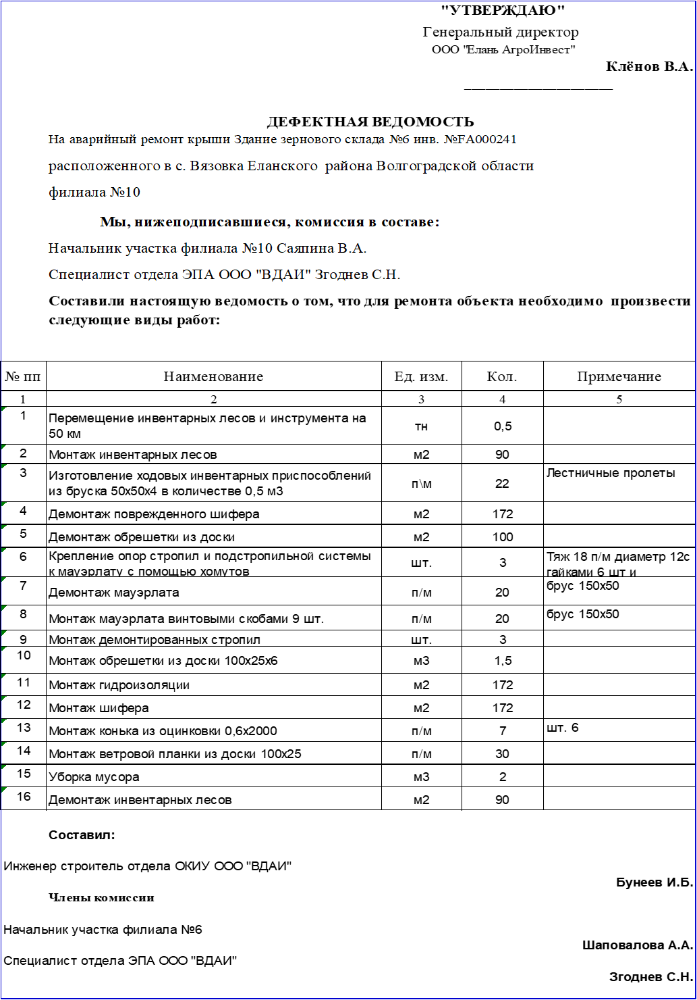 "УТВЕРЖДАЮ"
Генеральный директор
ООО "Елань АгроИнвест"
Клёнов В.А.
ДЕФЕКТНАЯ ВЕДОМОСТЬ
На аварийный ремонт крыши Здание зернового склада №6 инв. №FA000241
расположенного в с. Вязовка Еланского района Волгоградской области
филиала №10
Мы, нижеподписавшиеся, комиссия в составе:
Начальник участка филиала №10 Саяпина В.А.
Специалист отдела ЭПА ООО "ВДАИ" Згоднев С.Н.
Составили настоящую ведомость о том, что для ремонта объекта необходимо произвести
следующие виды работ:
№ пп Наименование Ед. изм. Кол. Примечание
1 2 3 4 5
1 Перемещение инвентарных лесов и инструмента на
50 км тн 0,5
2 Монтаж инвентарных лесов м2 90
3 Изготовление ходовых инвентарных приспособлений
из бруска 50х50х4 в количестве 0,5 м3 п\м 22 Лестничные пролеты
4 Демонтаж поврежденного шифера м2 172
5 Демонтаж обрешетки из доски м2 100
6 Крепление опор стропил и подстропильной системы
к мауэрлату с помощью хомутов шт. 3 Тяж 18 п/м диаметр 12с
гайками 6 шт и
7 Демонтаж мауэрлата п/м 20 брус 150х50
8 Монтаж мауэрлата винтовыми скобами 9 шт. п/м 20 брус 150х50
9 Монтаж демонтированных стропил шт. 3
10 Монтаж обрешетки из доски 100х25х6 м3 1,5
11 Монтаж гидроизоляции м2 172
12 Монтаж шифера м2 172
13 Монтаж конька из оцинковки 0,6х2000 п/м 7 шт. 6
14 Монтаж ветровой планки из доски 100х25 п/м 30
15 Уборка мусора м3 2
16 Демонтаж инвентарных лесов м2 90
Составил:
Инженер строитель отдела ОКИУ ООО "ВДАИ"
Бунеев И.Б.
Члены комиссии
Начальник участка филиала №6
Шаповалова А.А.
Специалист отдела ЭПА ООО "ВДАИ"
Згоднев С.Н.